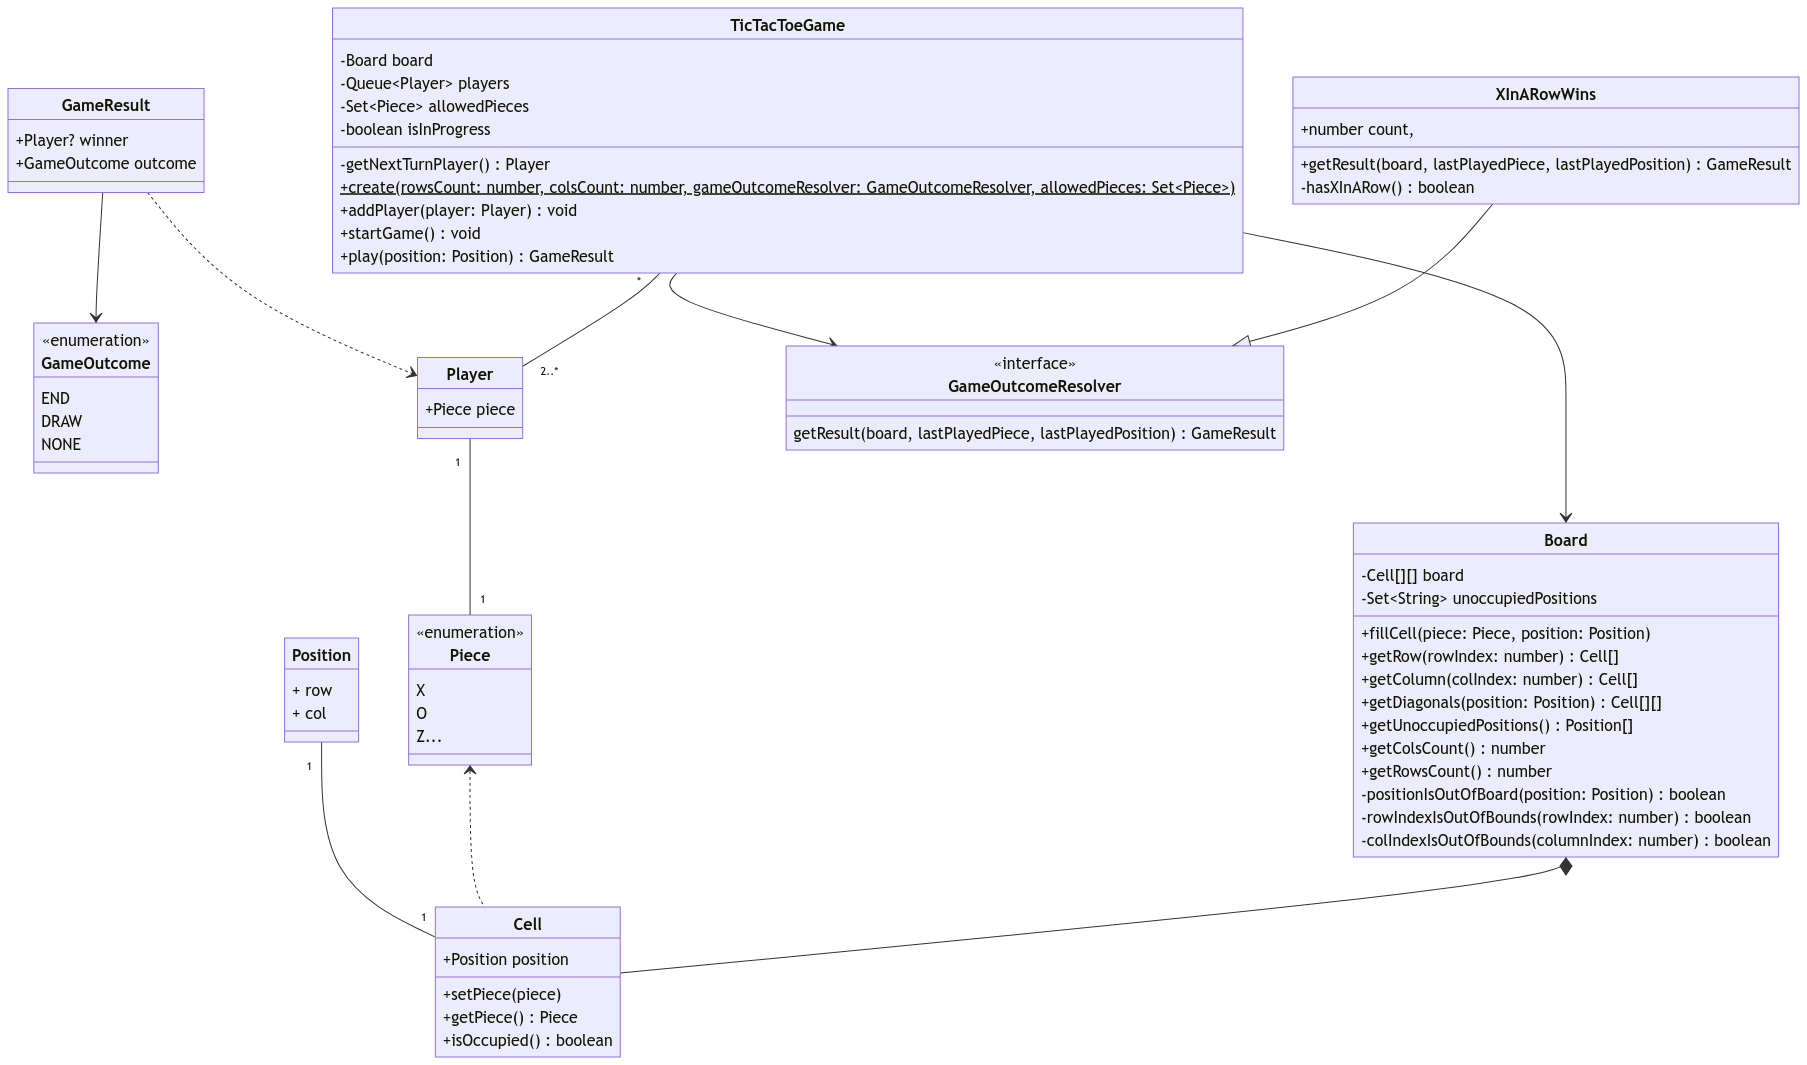 TicTacToeGame
-Board board
-Queue<Player> players
-Set<Piece> allowedPieces
-boolean isInProgress
-getNextTurnPlayer() : Player
+create(rowsCount: number, colsCount: number, gameOutcomeResolver: GameOutcomeResolver, allowedPieces: Set<Piece>)
+addPlayer(player: Player) : void
+startGame() : void
+play(position: Position) : GameResult
GameResult
+Player? winner
+GameOutcome outcome
XInARowWins
+number count,
+getResult(board, lastPlayedPiece, lastPlayedPosition) : GameResult
-hasXInARow() : boolean
*
2..*
«enumeration»
GameOutcome
END
DRAW
NONE
Player
+Piece piece
«interface»
GameOutcomeResolver
getResult(board, lastPlayedPiece, lastPlayedPosition) : GameResult
1
1
Board
-Cell[][] board
-Set<String> unoccupiedPositions
+fillCell(piece: Piece, position: Position)
+getRow(rowIndex: number) : Cell[]
+getColumn(colIndex: number) : Cell[]
+getDiagonals(position: Position) : Cell[][]
+getUnoccupiedPositions() : Position[]
+getColsCount() : number
+getRowsCount() : number
-positionIsOutOfBoard(position: Position) : boolean
-rowIndexIsOutOfBounds(rowIndex: number) : boolean
-colIndexIsOutOfBounds(columnIndex: number) : boolean
Position
+ row
+ col
«enumeration»
Piece
X
O
Z...
1
1
Cell
+Position position
+setPiece(piece)
+getPiece() : Piece
+isOccupied() : boolean